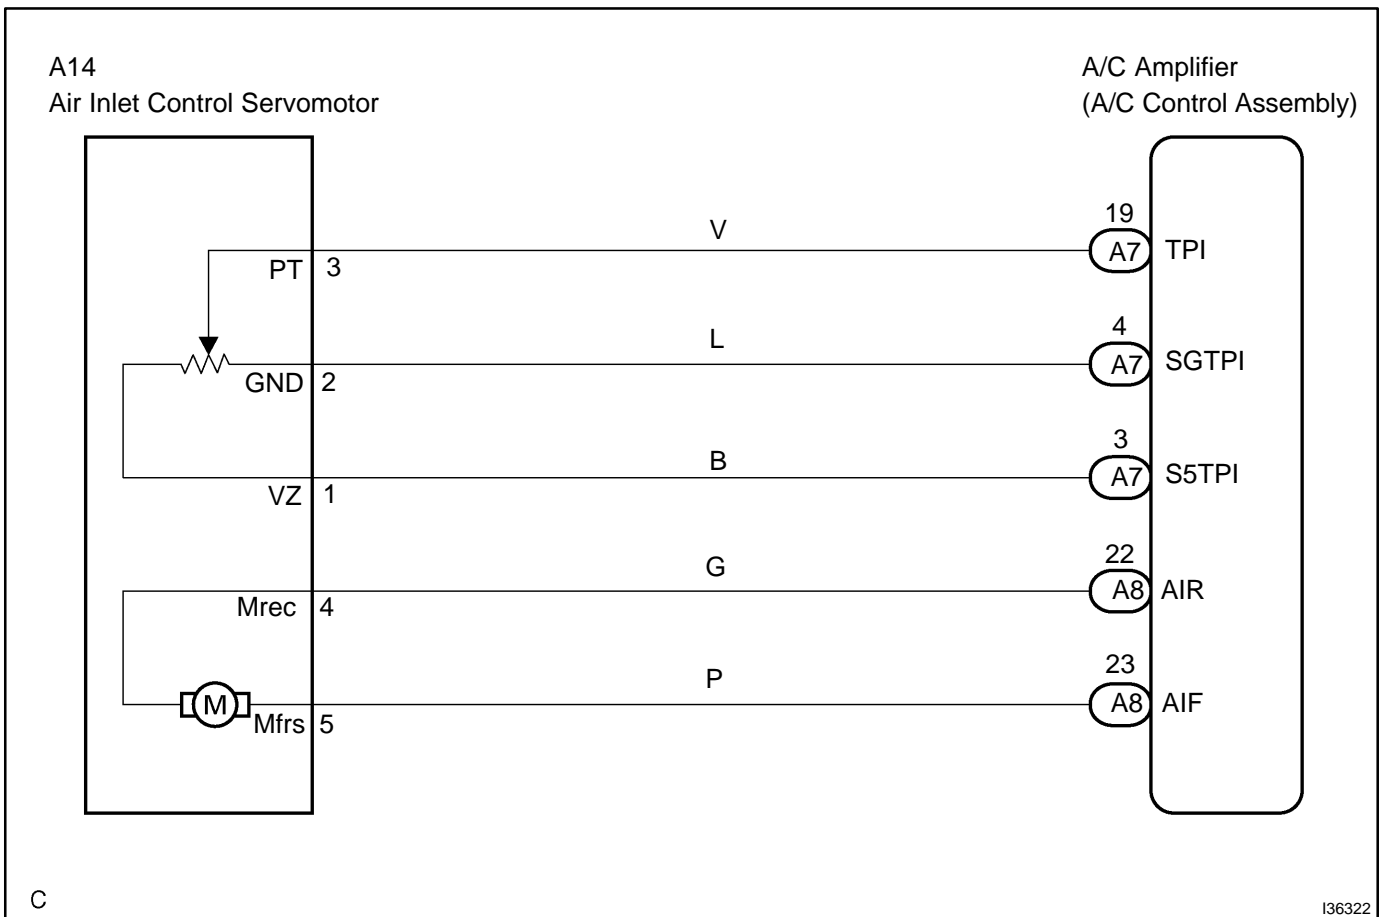 A14
Air Inlet Control Servomotor
A/C Amplifier
(A/C Control Assembly)
PT 3 V 19 A7 TPI
GND 2 L 4 A7 SGTPI
VZ 1 B 3 A7 S5TPI
Mrec 4 G 22 A8 AIR
M Mfrs 5 P 23 A8 AIF
C
I36322